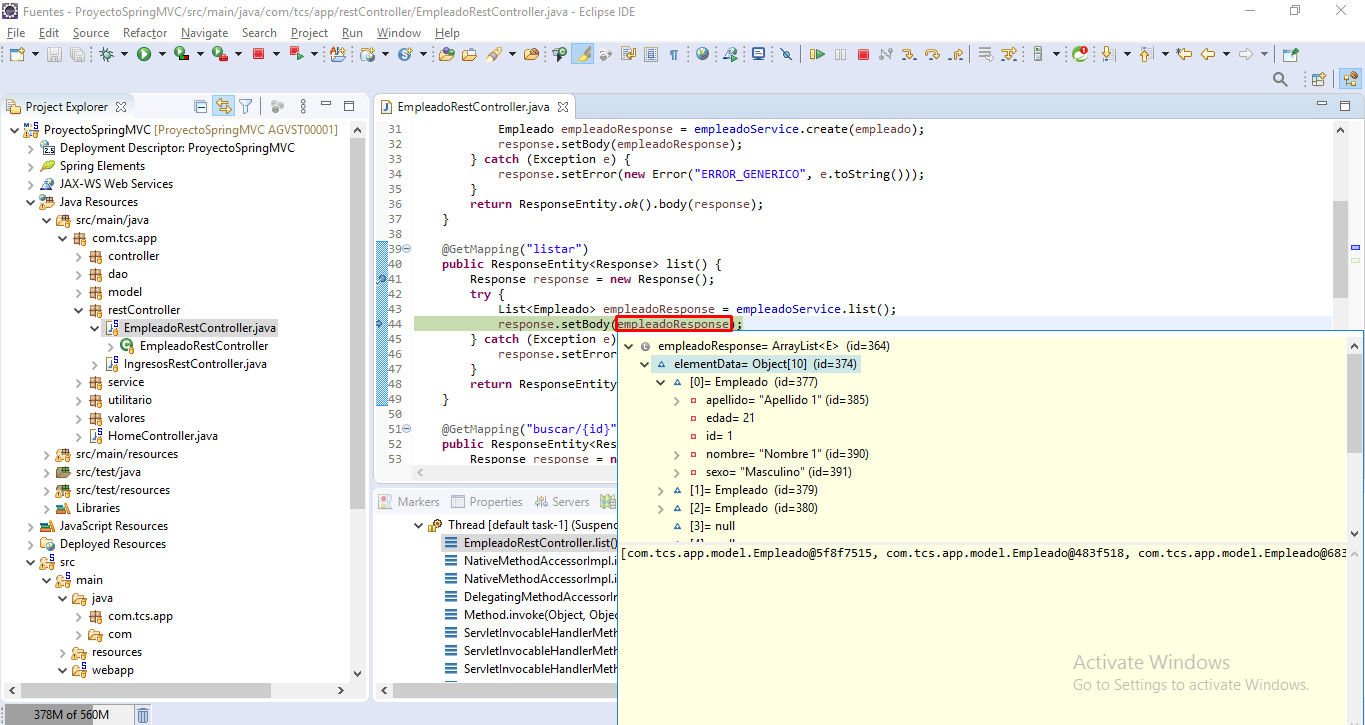 Fuentes - ProyectoSpringMVC/src/main/java/com/tcs/app/restController/EmpleadoRestController.java - Eclipse IDE
File Edit Source Refactor Navigate Search Project Run Window Help
Project Explorer
ProyectoSpringMVC [ProyectoSpringMVC AGVST00001]
Deployment Descriptor: ProyectoSpringMVC
Spring Elements
JAX-WS Web Services
Java Resources
src/main/java
com.tcs.app
controller
dao
model
restController
EmpleadoRestController.java
EmpleadoRestController
IngresosRestController.java
service
utilitario
valores
HomeController.java
src/main/resources
src/test/java
src/test/resources
Libraries
JavaScript Resources
Deployed Resources
src
main
java
com.tcs.app
com
resources
webapp
EmpleadoRestController.java
31 Empleado empleadoResponse = empleadoService.create(empleado);
32 response.setBody(empleadoResponse);
33 } catch (Exception e) {
34 response.setError(new Error("ERROR_GENERICO", e.toString()));
35 }
36 return ResponseEntity.ok().body(response);
37 }
38
39 @GetMapping("listar")
40 public ResponseEntity<Response> list() {
41 Response response = new Response();
42 try {
43 List<Empleado> empleadoResponse = empleadoService.list();
44 response.setBody(empleadoResponse);
45 } catch (Exception e)
46 response.setError
47 }
48 return ResponseEntity
49 }
50
51 @GetMapping("buscar/{id}"
52 public ResponseEntity<Res
53 Response response = n
empleadoResponse= ArrayList<E> (id=364)
elementData= Object[10] (id=374)
[0]= Empleado (id=377)
apellido= "Apellido 1" (id=385)
edad= 21
id= 1
nombre= "Nombre 1" (id=390)
sexo= "Masculino" (id=391)
[1]= Empleado (id=379)
[2]= Empleado (id=380)
[3]= null
[com.tcs.app.model.Empleado@5f8f7515, com.tcs.app.model.Empleado@483f518, com.tcs.app.model.Empleado@683
Markers Properties Servers
Thread [default task-1] (Suspend
EmpleadoRestController.list()
NativeMethodAccessorImpl.i
NativeMethodAccessorImpl.i
DelegatingMethodAccessorIr
Method.invoke(Object, Objec
ServletInvocableHandlerMeth
ServletInvocableHandlerMeth
ServletInvocableHandlerMeth
Activate Windows
Go to Settings to activate Windows.
378M of 560M